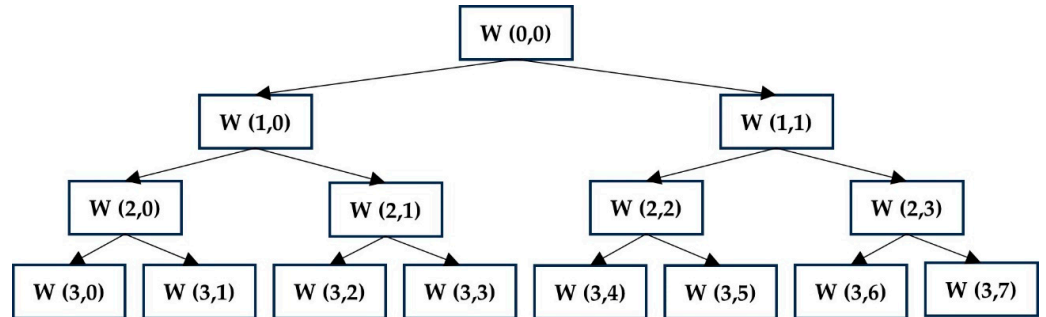 W (0,0)
W (1,0)
W (1,1)
W (2,0)
W (2,1)
W (2,2)
W (2,3)
W (3,0)
W (3,1)
W (3,2)
W (3,3)
W (3,4)
W (3,5)
W (3,6)
W (3,7)